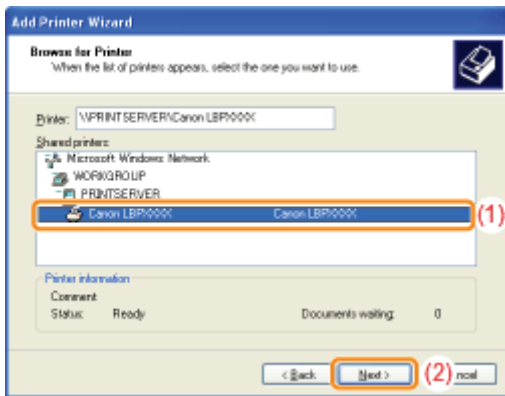 Add Printer Wizard
Browse for Printer
When the list of printers appears, select the one you want to use.
Printer: \\PRINTSERVER\Canon LBPXXXX
Shared printers:
Microsoft Windows Network
WORKGROUP
PRINTSERVER
Canon LBPXXXX Canon LBPXXXX (1)
Printer information
Comment:
Status: Ready Documents waiting: 0
< Back Next > (2) ncel